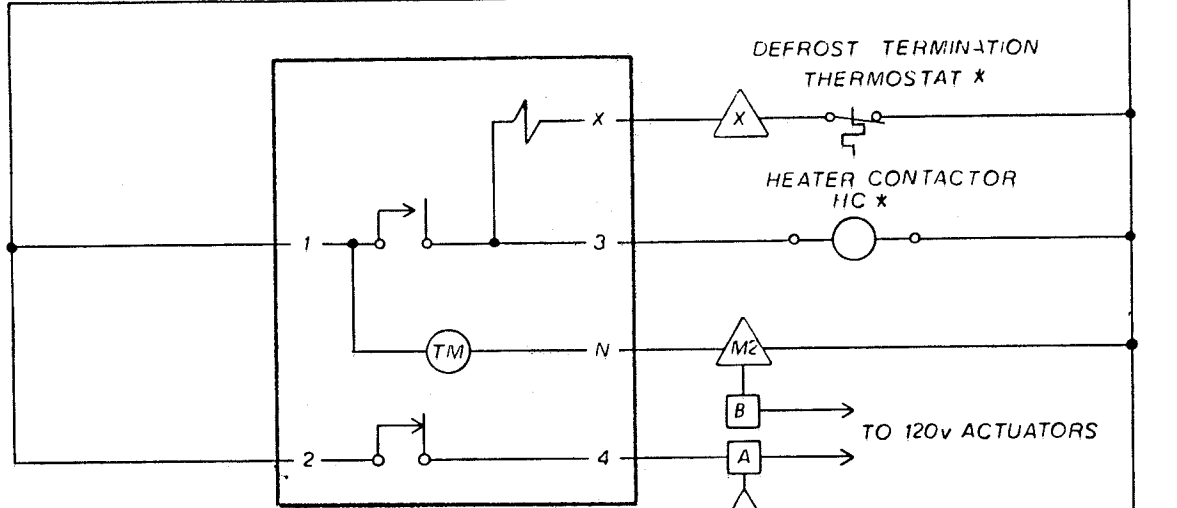 DEFROST TERMINATION
THERMOSTAT *
X
X
HEATER CONTACTOR
HC *
1
3
TM
N
M2
B
TO 120v ACTUATORS
2
4
A